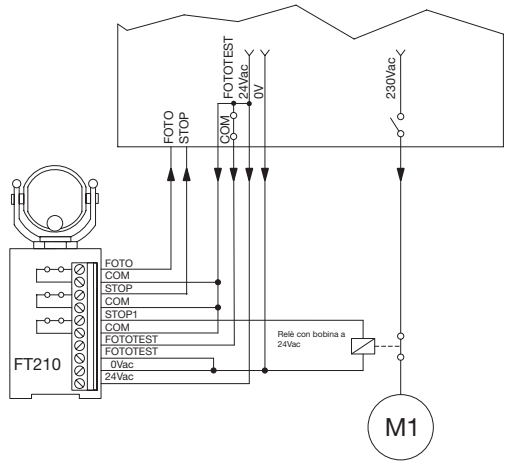 FOTOTEST
24Vac
0V
230Vac
FOTO
STOP
COM
FOTO
COM
STOP
COM
STOP1
COM
FOTOTEST
FOTOTEST
0Vac
24Vac
FT210
Relè con bobina a
24Vac
M1